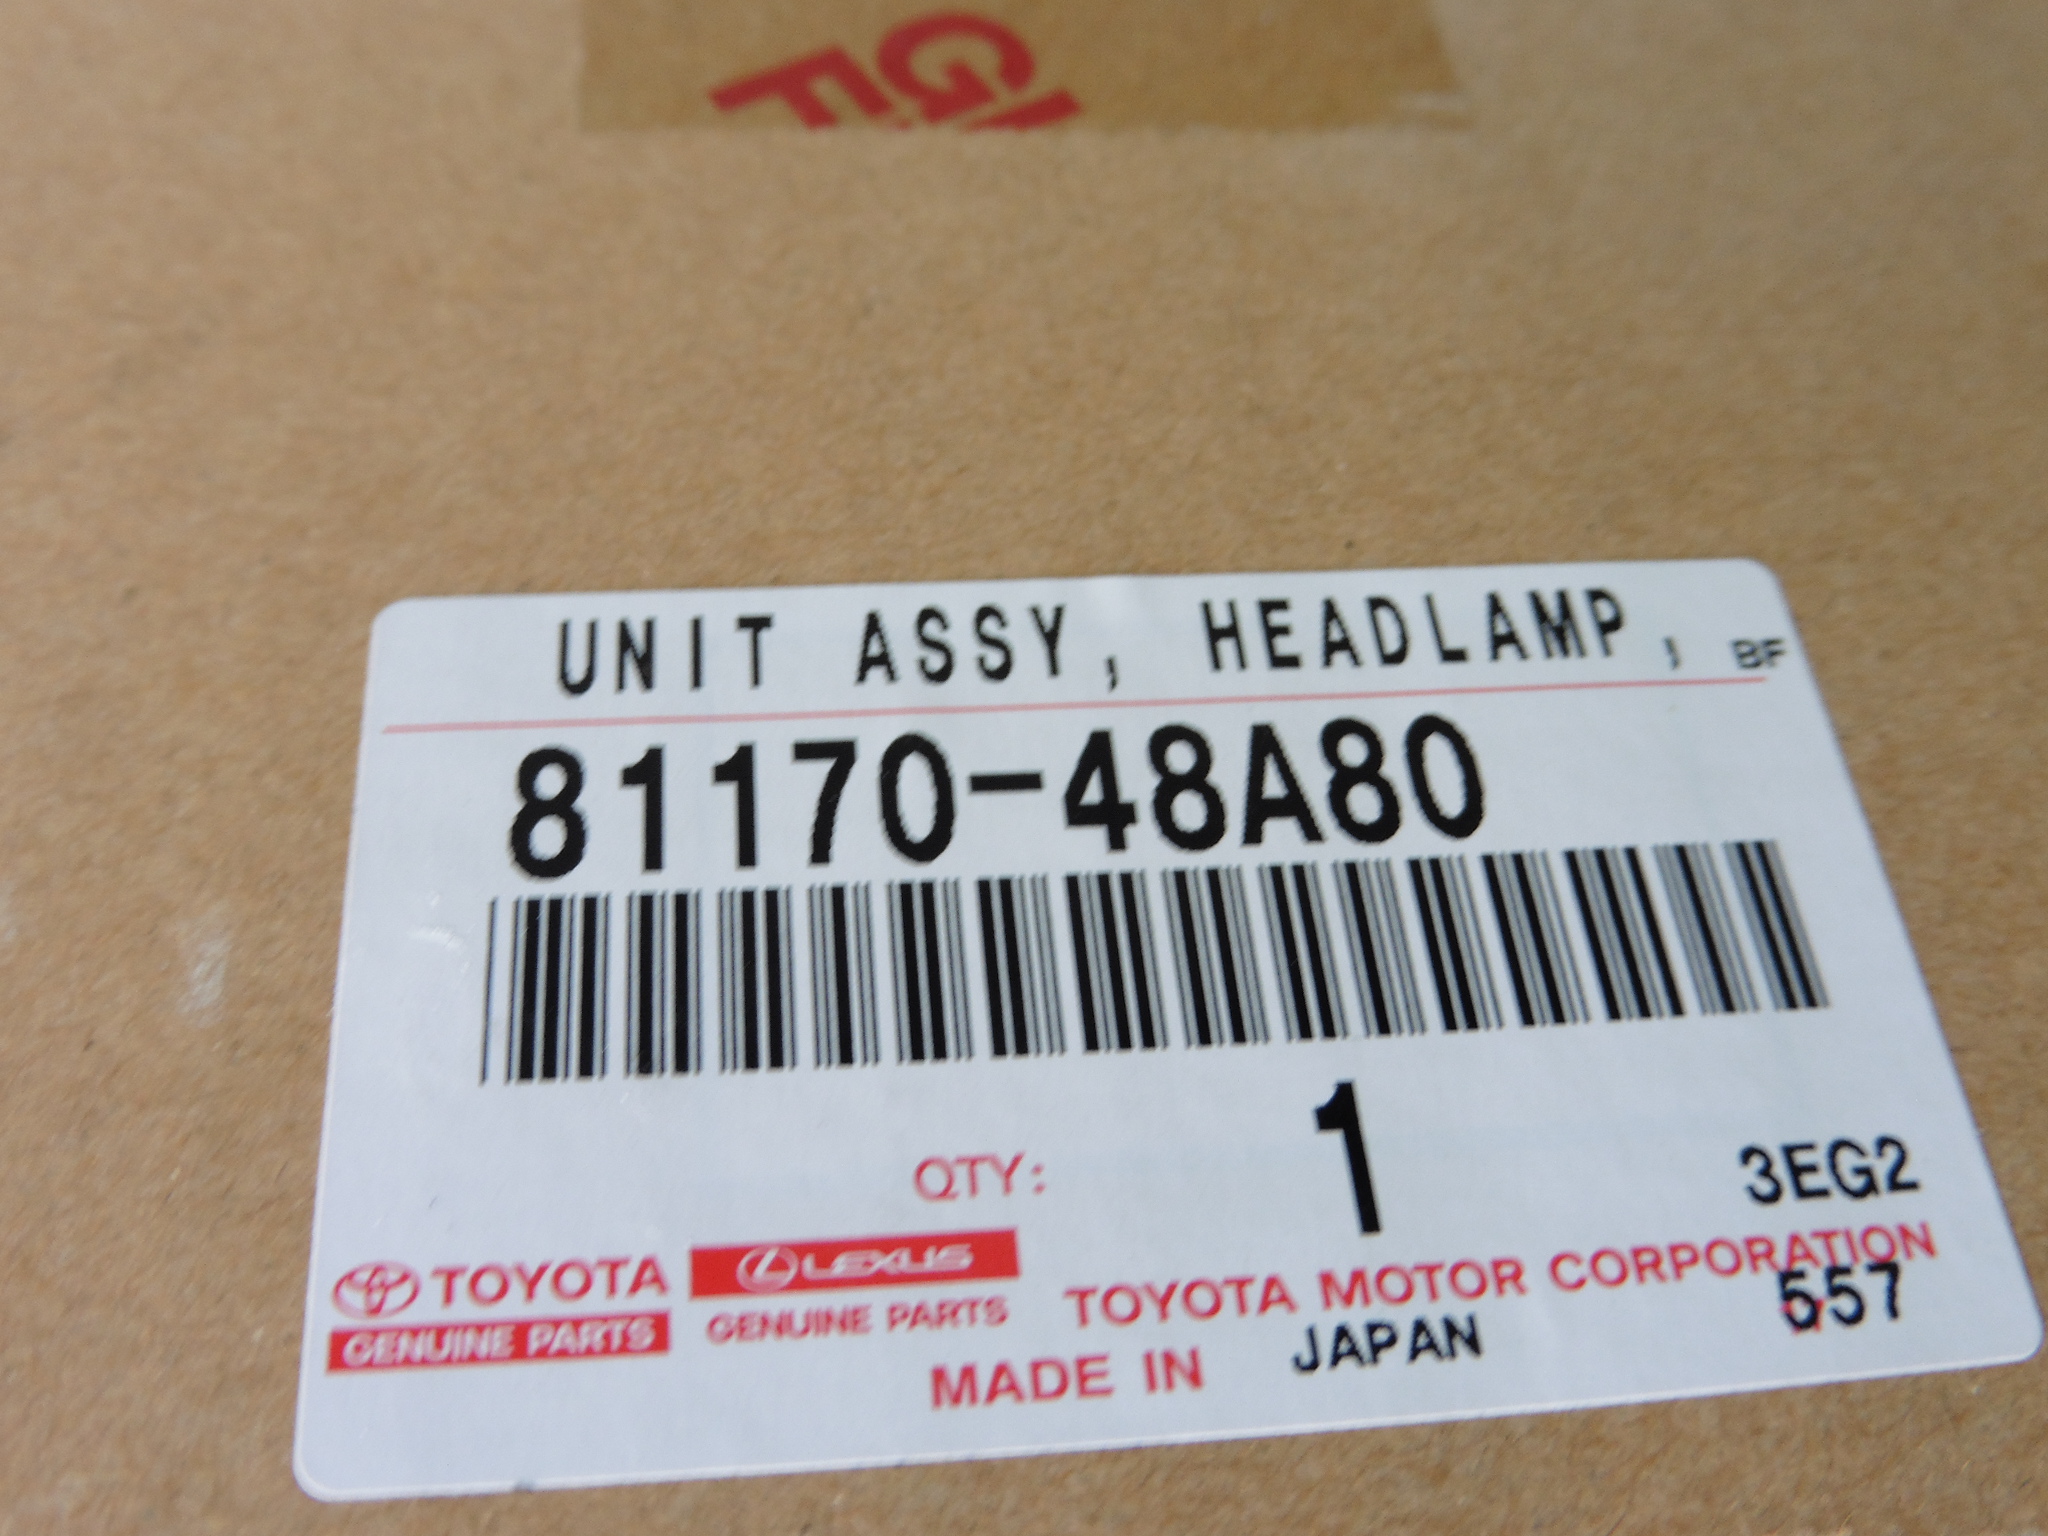 UNIT ASSY, HEADLAMP, BF
81170-48A80
QTY: 1
3EG2
TOYOTA
GENUINE PARTS
LEXUS
GENUINE PARTS
TOYOTA MOTOR CORPORATION
557
MADE IN JAPAN